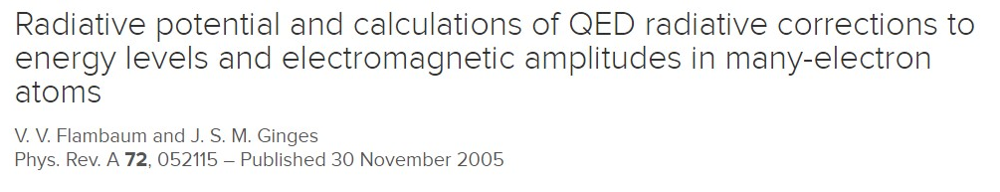 Radiative potential and calculations of QED radiative corrections to
energy levels and electromagnetic amplitudes in many-electron
atoms
V. V. Flambaum and J. S. M. Ginges
Phys. Rev. A 72, 052115 – Published 30 November 2005